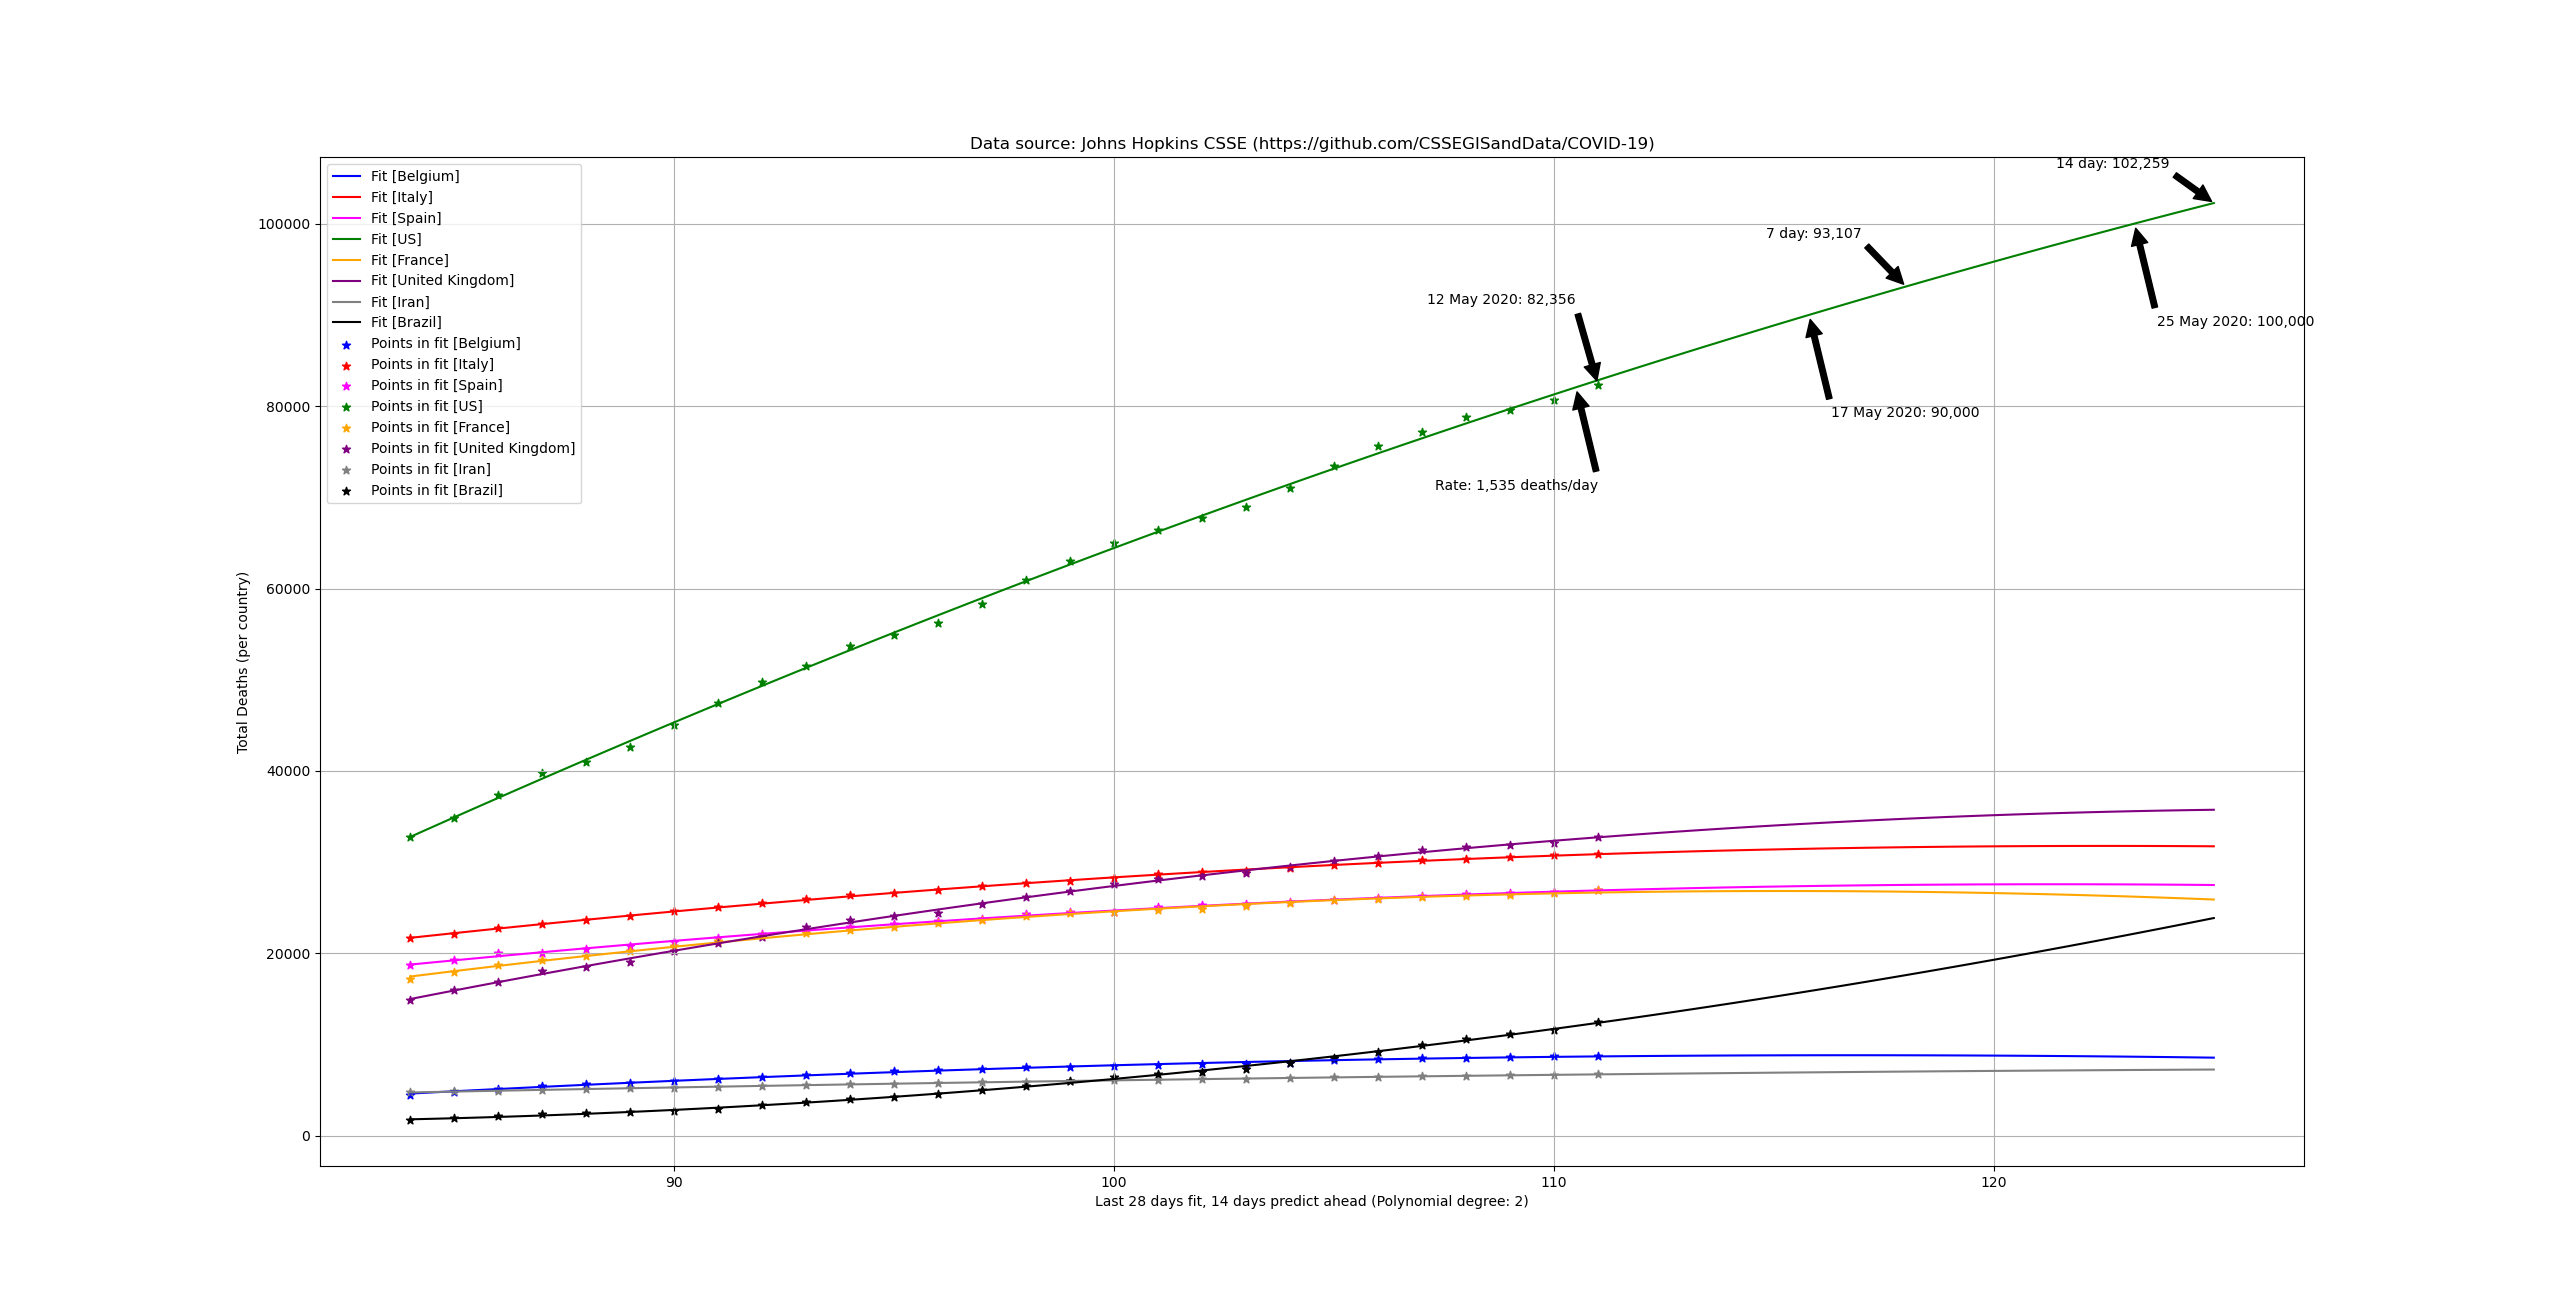 Data source: Johns Hopkins CSSE (https://github.com/CSSEGISandData/COVID-19)
Fit [Belgium]
Fit [Italy]
Fit [Spain]
Fit [US]
Fit [France]
Fit [United Kingdom]
Fit [Iran]
Fit [Brazil]
Points in fit [Belgium]
Points in fit [Italy]
Points in fit [Spain]
Points in fit [US]
Points in fit [France]
Points in fit [United Kingdom]
Points in fit [Iran]
Points in fit [Brazil]
14 day: 102,259
7 day: 93,107
12 May 2020: 82,356
25 May 2020: 100,000
17 May 2020: 90,000
Rate: 1,535 deaths/day
Total Deaths (per country)
100000
80000
60000
40000
20000
0
90
100
110
120
Last 28 days fit, 14 days predict ahead (Polynomial degree: 2)